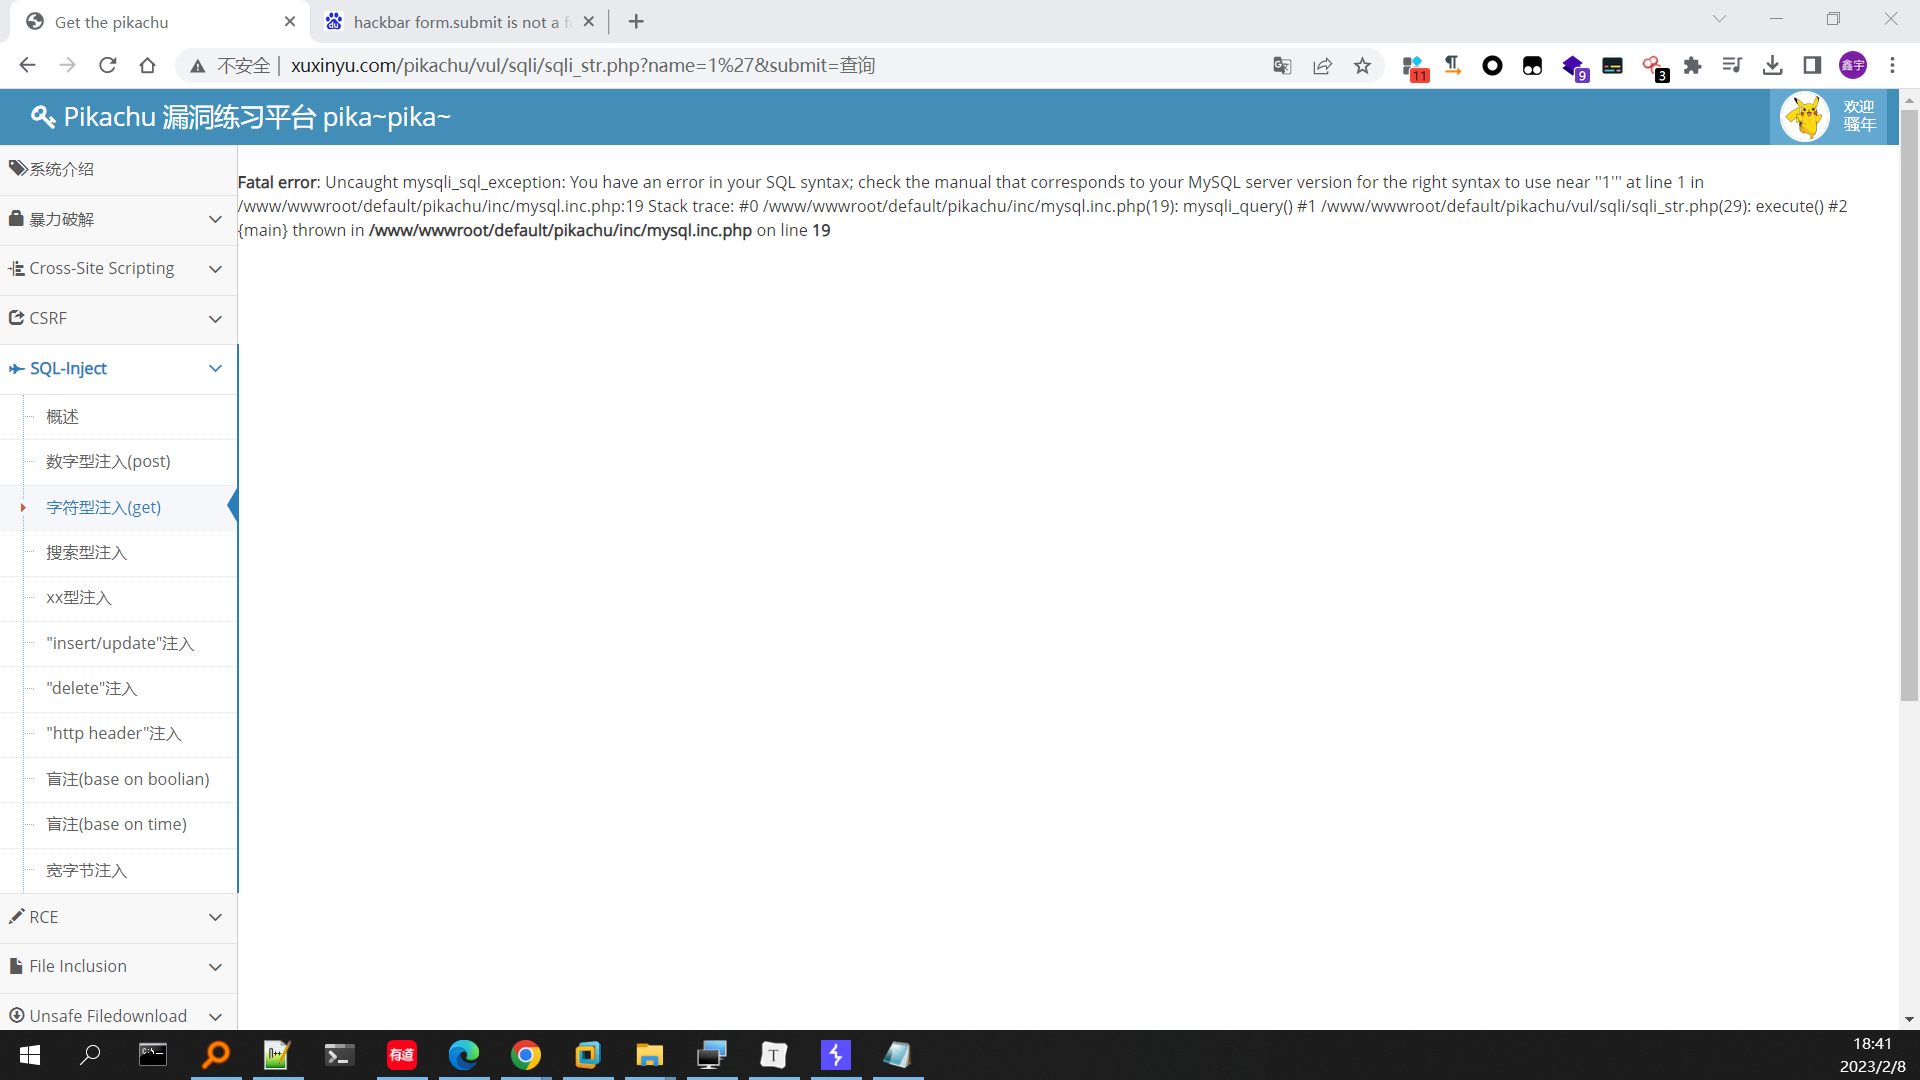 Get the pikachu
hackbar form.submit is not a f
不安全
xuxinyu.com/pikachu/vul/sqli/sqli_str.php?name=1%27&submit=查询
11
9
3
鑫宇
Pikachu 漏洞练习平台 pika~pika~
欢迎
骚年
系统介绍
暴力破解
Cross-Site Scripting
CSRF
SQL-Inject
概述
数字型注入(post)
字符型注入(get)
搜索型注入
xx型注入
"insert/update"注入
"delete"注入
"http header"注入
盲注(base on boolian)
盲注(base on time)
宽字节注入
RCE
File Inclusion
Unsafe Filedownload
Fatal error: Uncaught mysqli_sql_exception: You have an error in your SQL syntax; check the manual that corresponds to your MySQL server version for the right syntax to use near ''1''' at line 1 in
/www/wwwroot/default/pikachu/inc/mysql.inc.php:19 Stack trace: #0 /www/wwwroot/default/pikachu/inc/mysql.inc.php(19): mysqli_query() #1 /www/wwwroot/default/pikachu/vul/sqli/sqli_str.php(29): execute() #2
{main} thrown in /www/wwwroot/default/pikachu/inc/mysql.inc.php on line 19
有道
T
18:41
2023/2/8